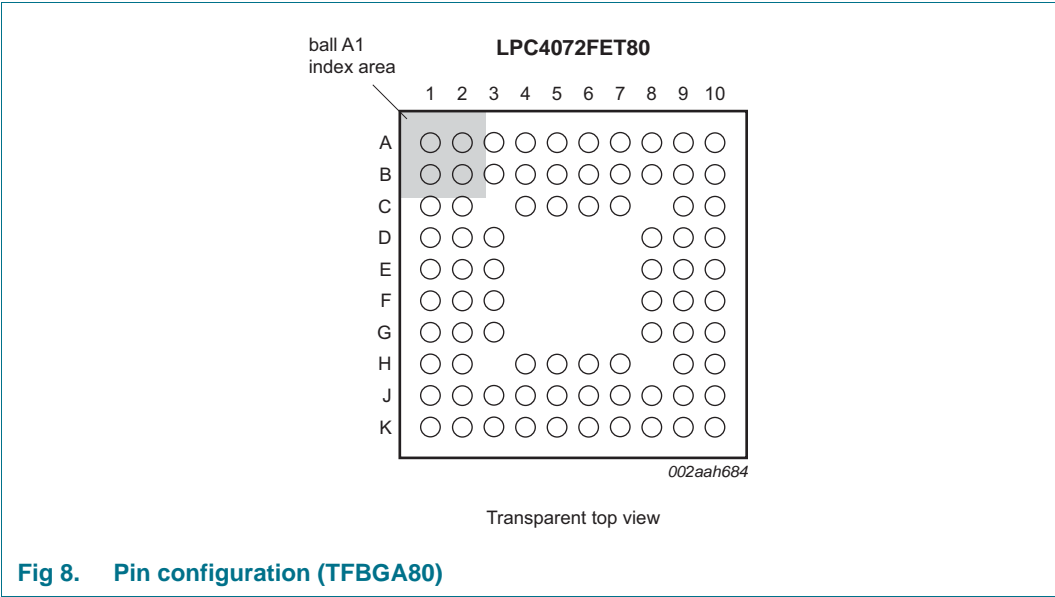 ball A1
index area
LPC4072FET80
1 2 3 4 5 6 7 8 9 10
A
B
C
D
E
F
G
H
J
K
002aah684
Transparent top view
Fig 8. Pin configuration (TFBGA80)